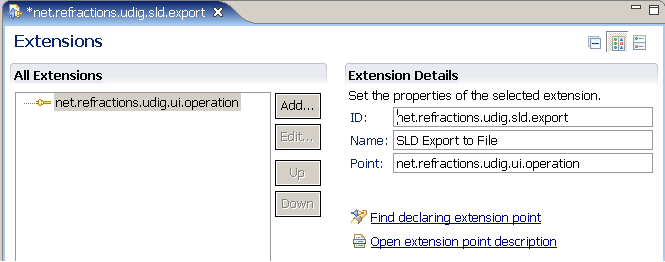 *net.refractions.udig.sld.export
Extensions
All Extensions
net.refractions.udig.ui.operation
Add...
Edit...
Up
Down
Extension Details
Set the properties of the selected extension.
ID: net.refractions.udig.sld.export
Name: SLD Export to File
Point: net.refractions.udig.ui.operation
Find declaring extension point
Open extension point description